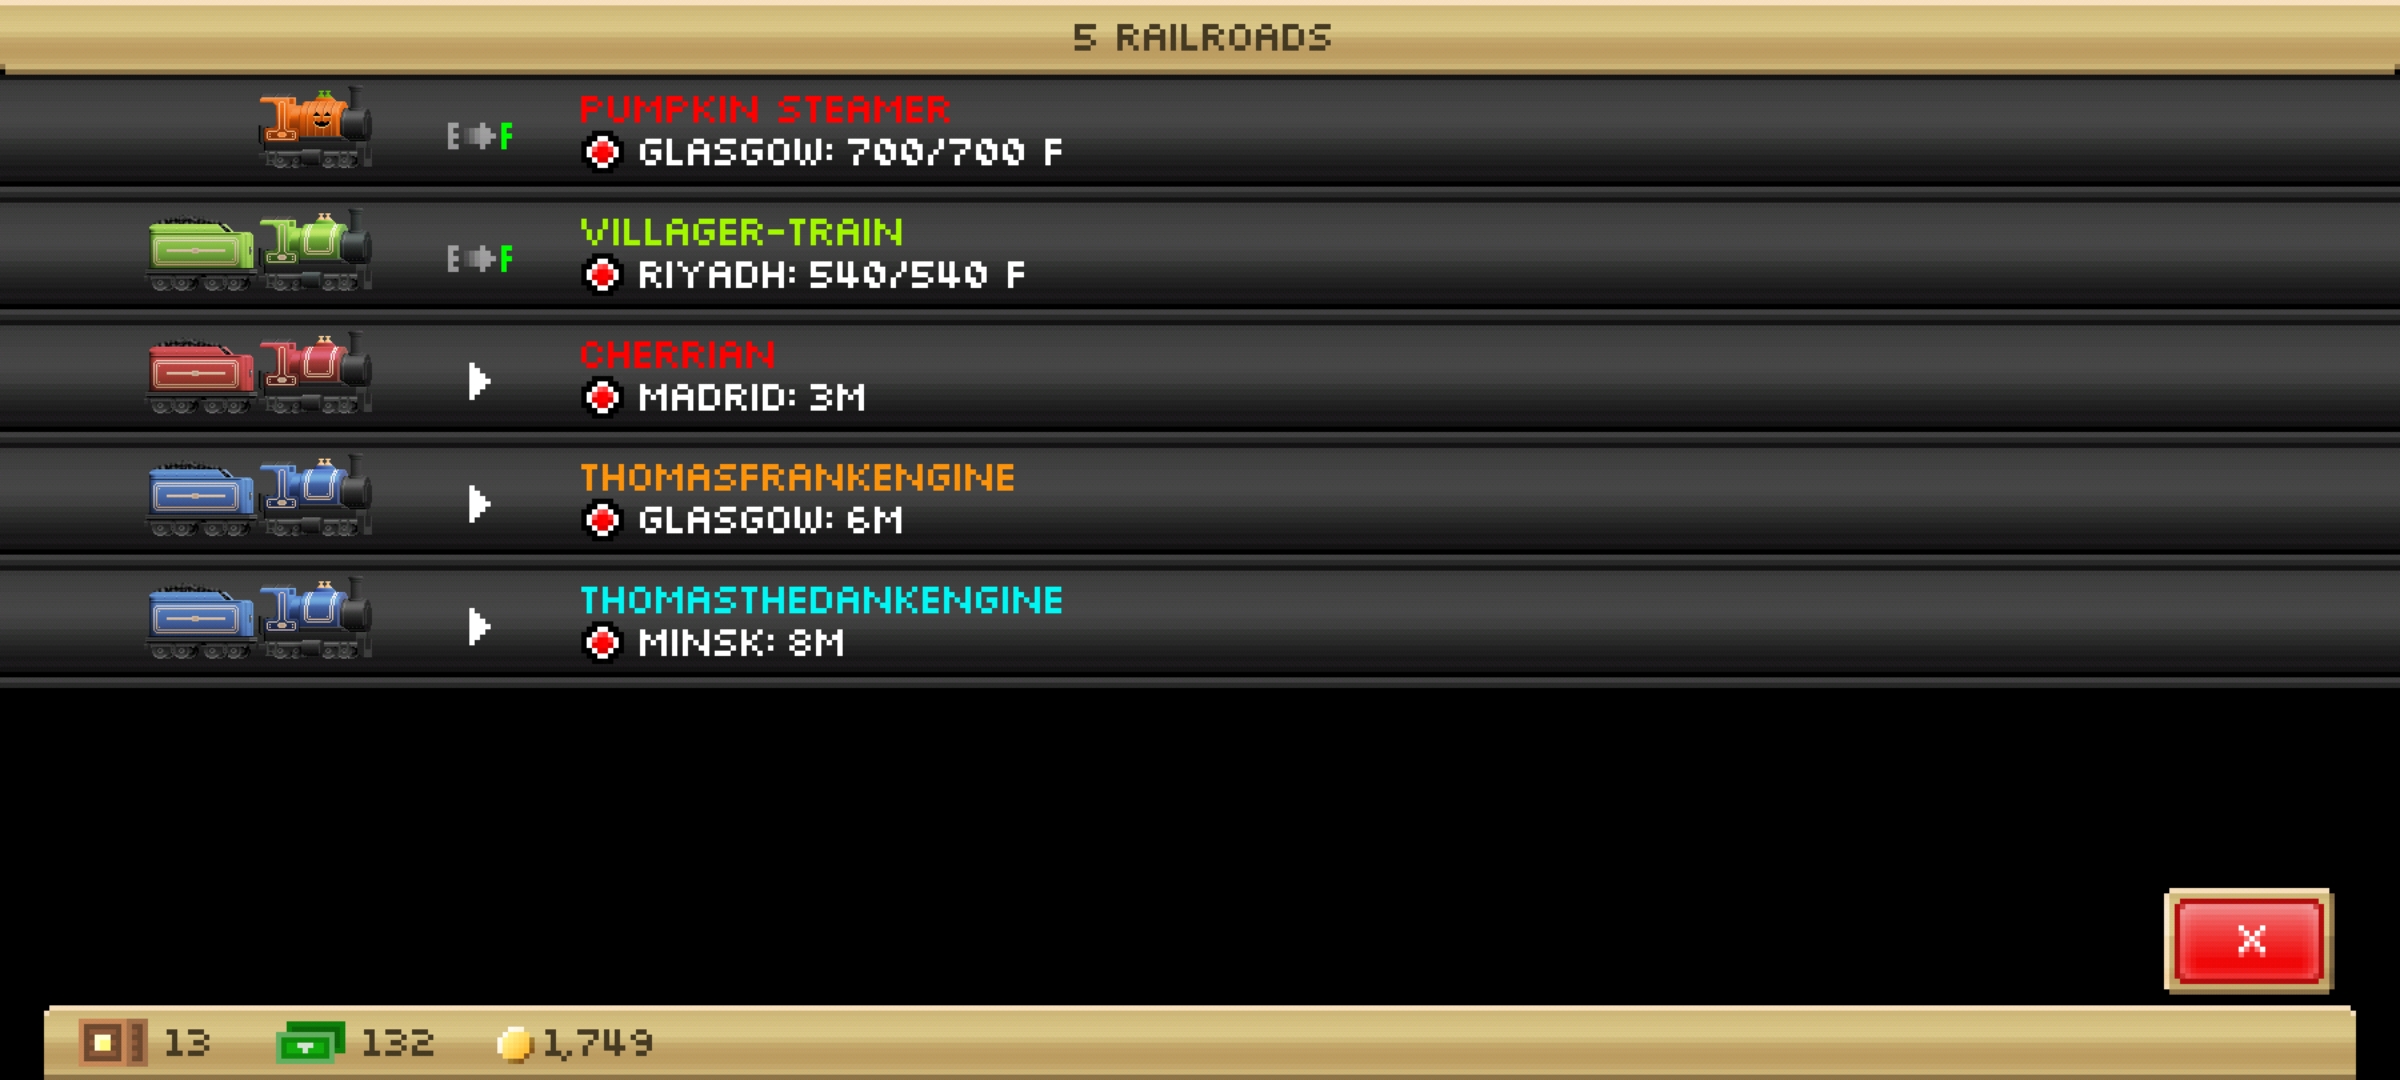 5 RAILROADS
PUMPKIN STEAMER
E F
GLASGOW: 700/700 F
VILLAGER-TRAIN
E F
RIYADH: 540/540 F
CHERRIAN
MADRID: 3M
THOMASFRANKENGINE
GLASGOW: 6M
THOMASTHEDANKENGINE
MINSK: 8M
X
13 132 1,749